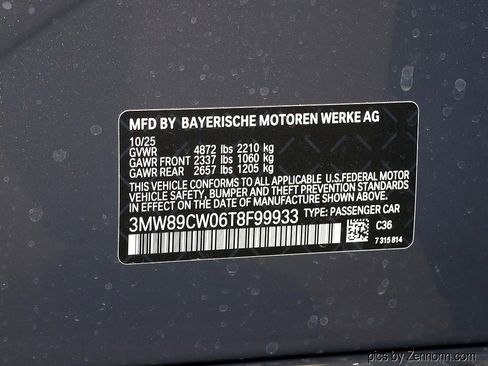 MFD BY BAYERISCHE MOTOREN WERKE AG
10/25
GVWR 4872 lbs 2210 kg
GAWR FRONT 2337 lbs 1060 kg
GAWR REAR 2657 lbs 1205 kg
THIS VEHICLE CONFORMS TO ALL APPLICABLE U.S.FEDERAL MOTOR
VEHICLE SAFETY, BUMPER AND THEFT PREVENTION STANDARDS
IN EFFECT ON THE DATE OF MANUFACTURE SHOWN ABOVE.
3MW89CW06T8F99933 TYPE: PASSENGER CAR
C36
7 315 814
pics by Zennonn.com